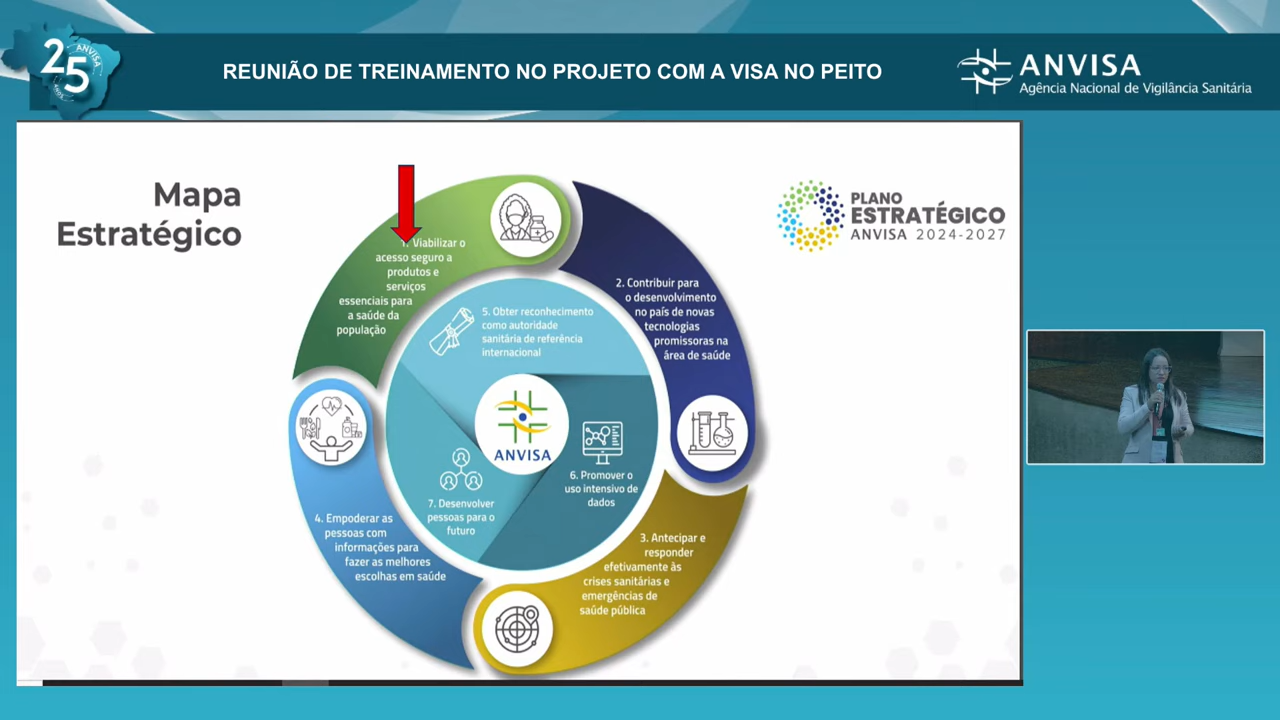 25
ANVISA
ANOS
REUNIÃO DE TREINAMENTO NO PROJETO COM A VISA NO PEITO
ANVISA
Agência Nacional de Vigilância Sanitária
Mapa
Estratégico
PLANO
ESTRATÉGICO
ANVISA 2024-2027
1. Viabilizar o
acesso seguro a
produtos e
serviços
essenciais para
a saúde da
população
2. Contribuir para
o desenvolvimento
no país de novas
tecnologias
promissoras na
área de saúde
3. Antecipar e
responder
efetivamente às
crises sanitárias e
emergências de
saúde pública
4. Empoderar as
pessoas com
informações para
fazer as melhores
escolhas em saúde
5. Obter reconhecimento
como autoridade
sanitária de referência
internacional
6. Promover o
uso intensivo de
dados
7. Desenvolver
pessoas para o
futuro
ANVISA